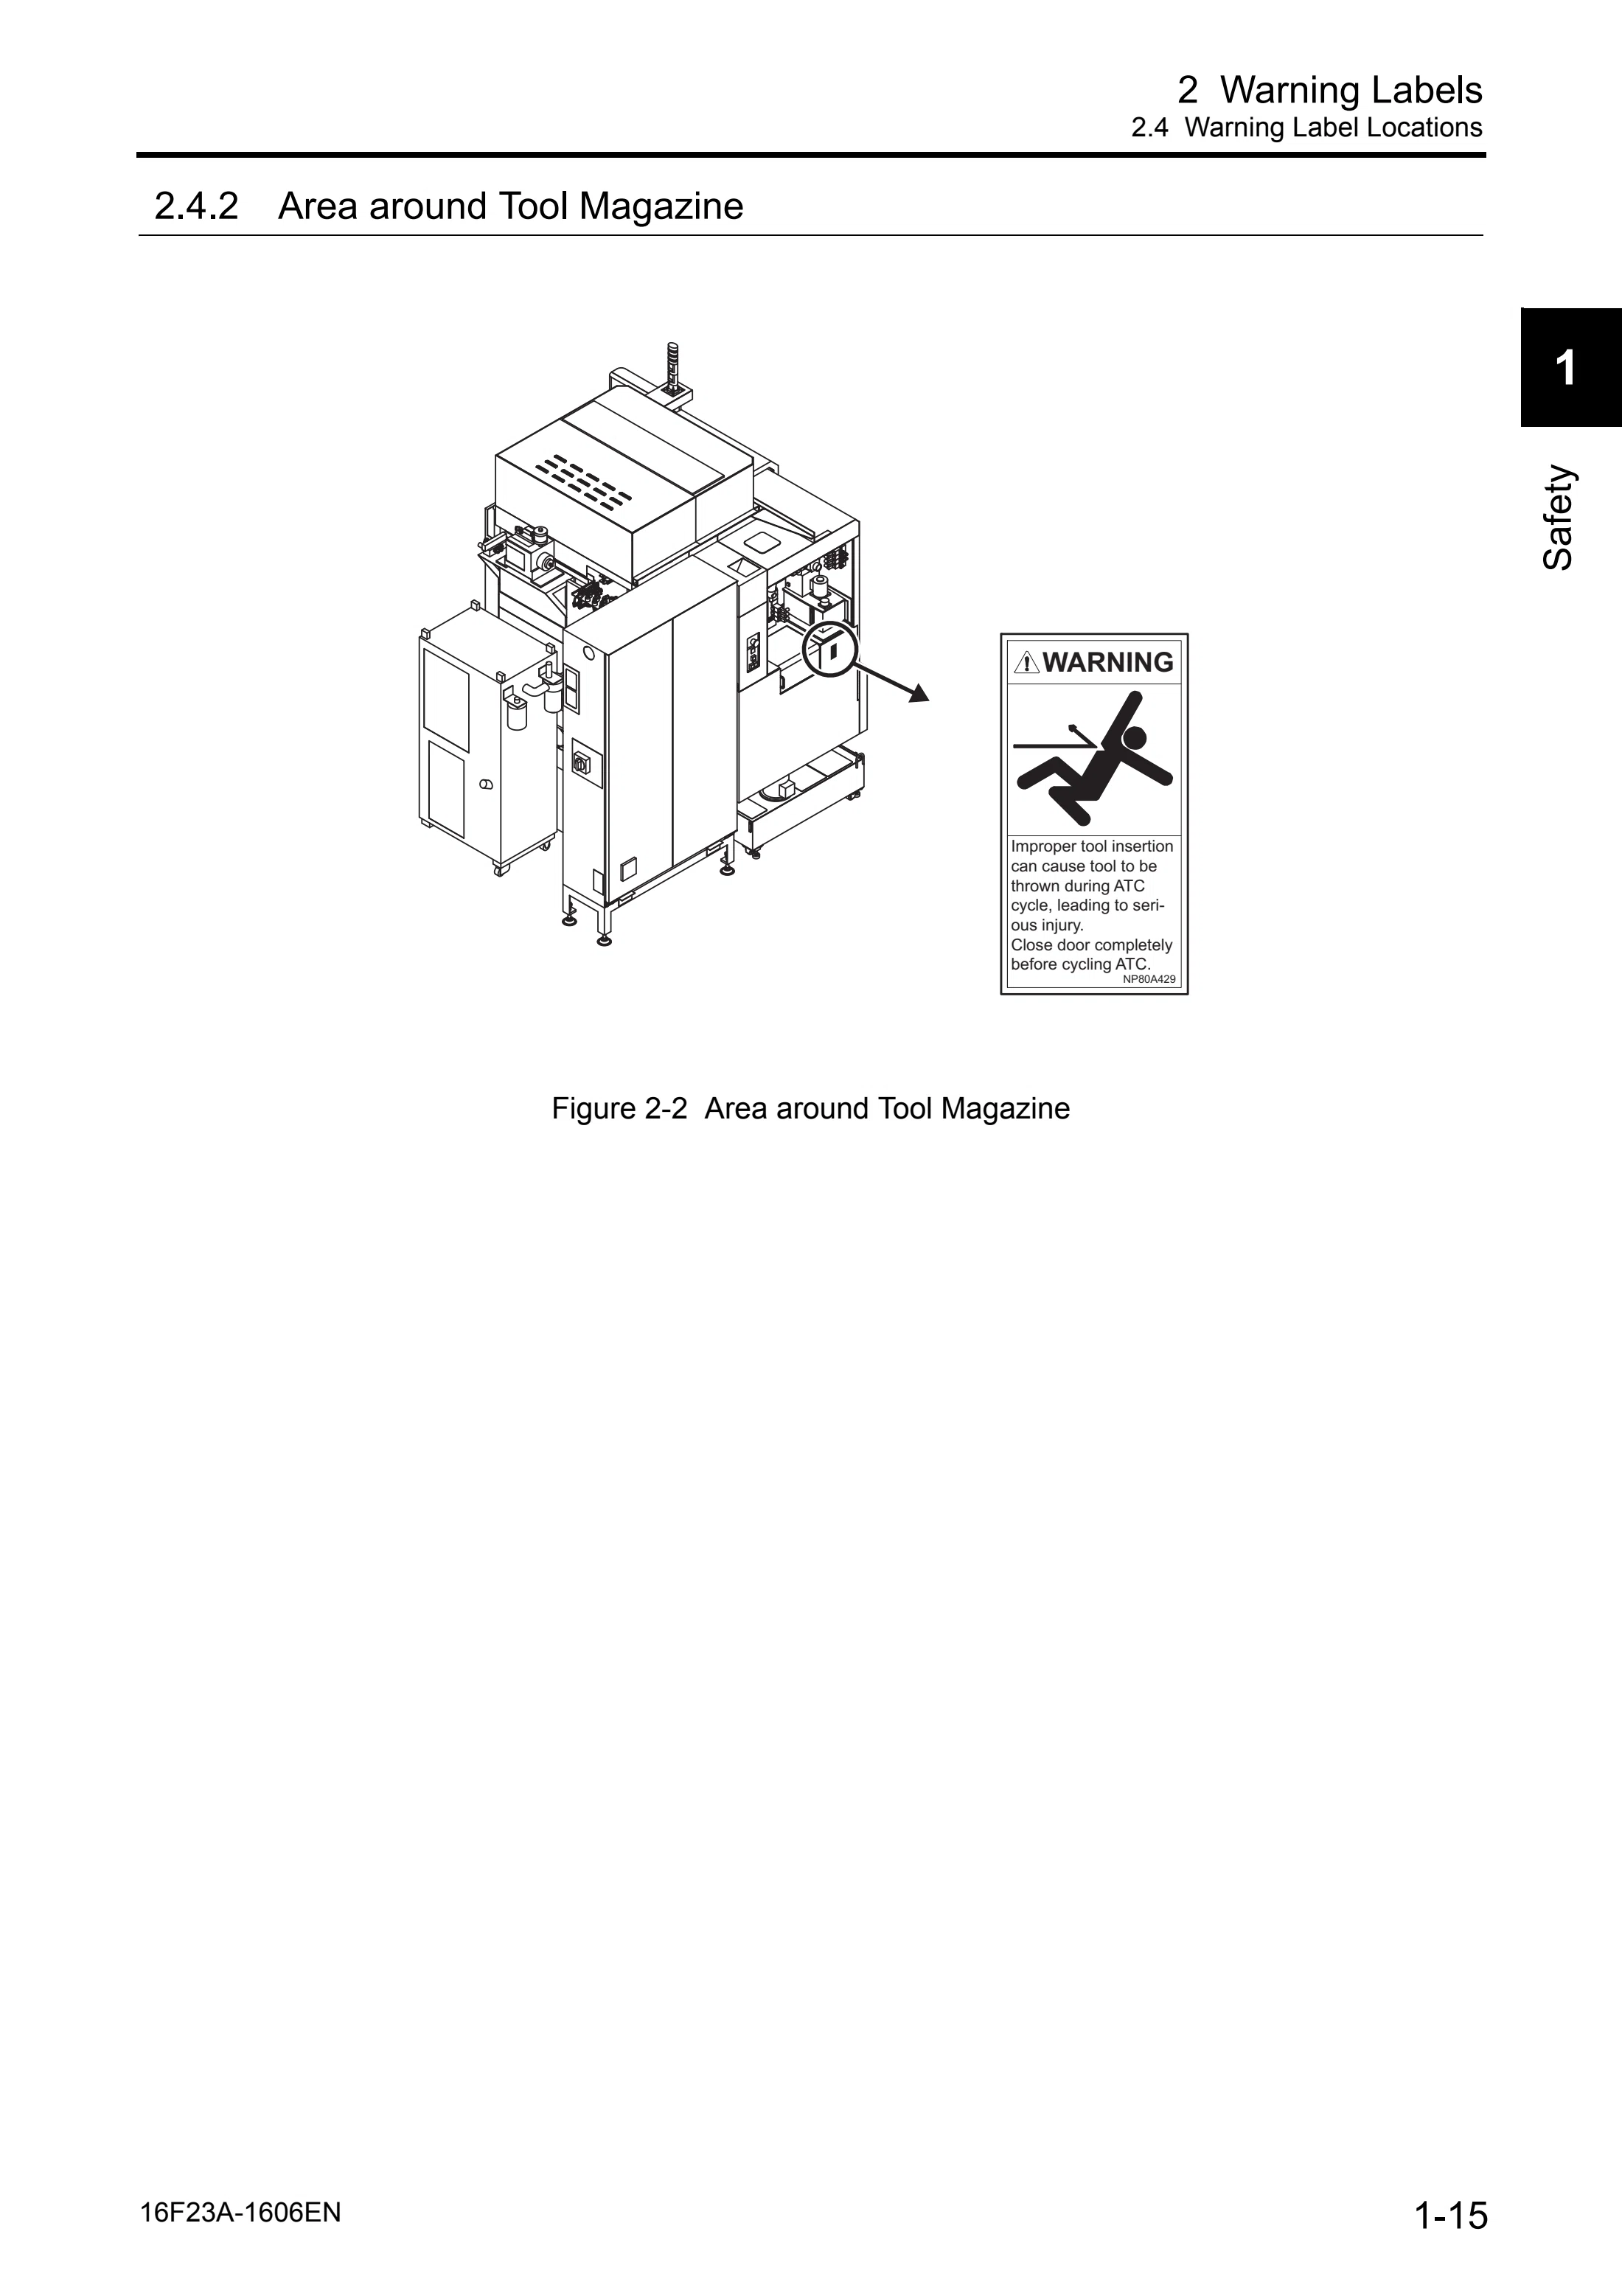 2 Warning Labels
2.4 Warning Label Locations
2.4.2 Area around Tool Magazine
1
Safety
WARNING
Improper tool insertion
can cause tool to be
thrown during ATC
cycle, leading to seri-
ous injury.
Close door completely
before cycling ATC.
NP80A429
Figure 2-2 Area around Tool Magazine
16F23A-1606EN
1-15